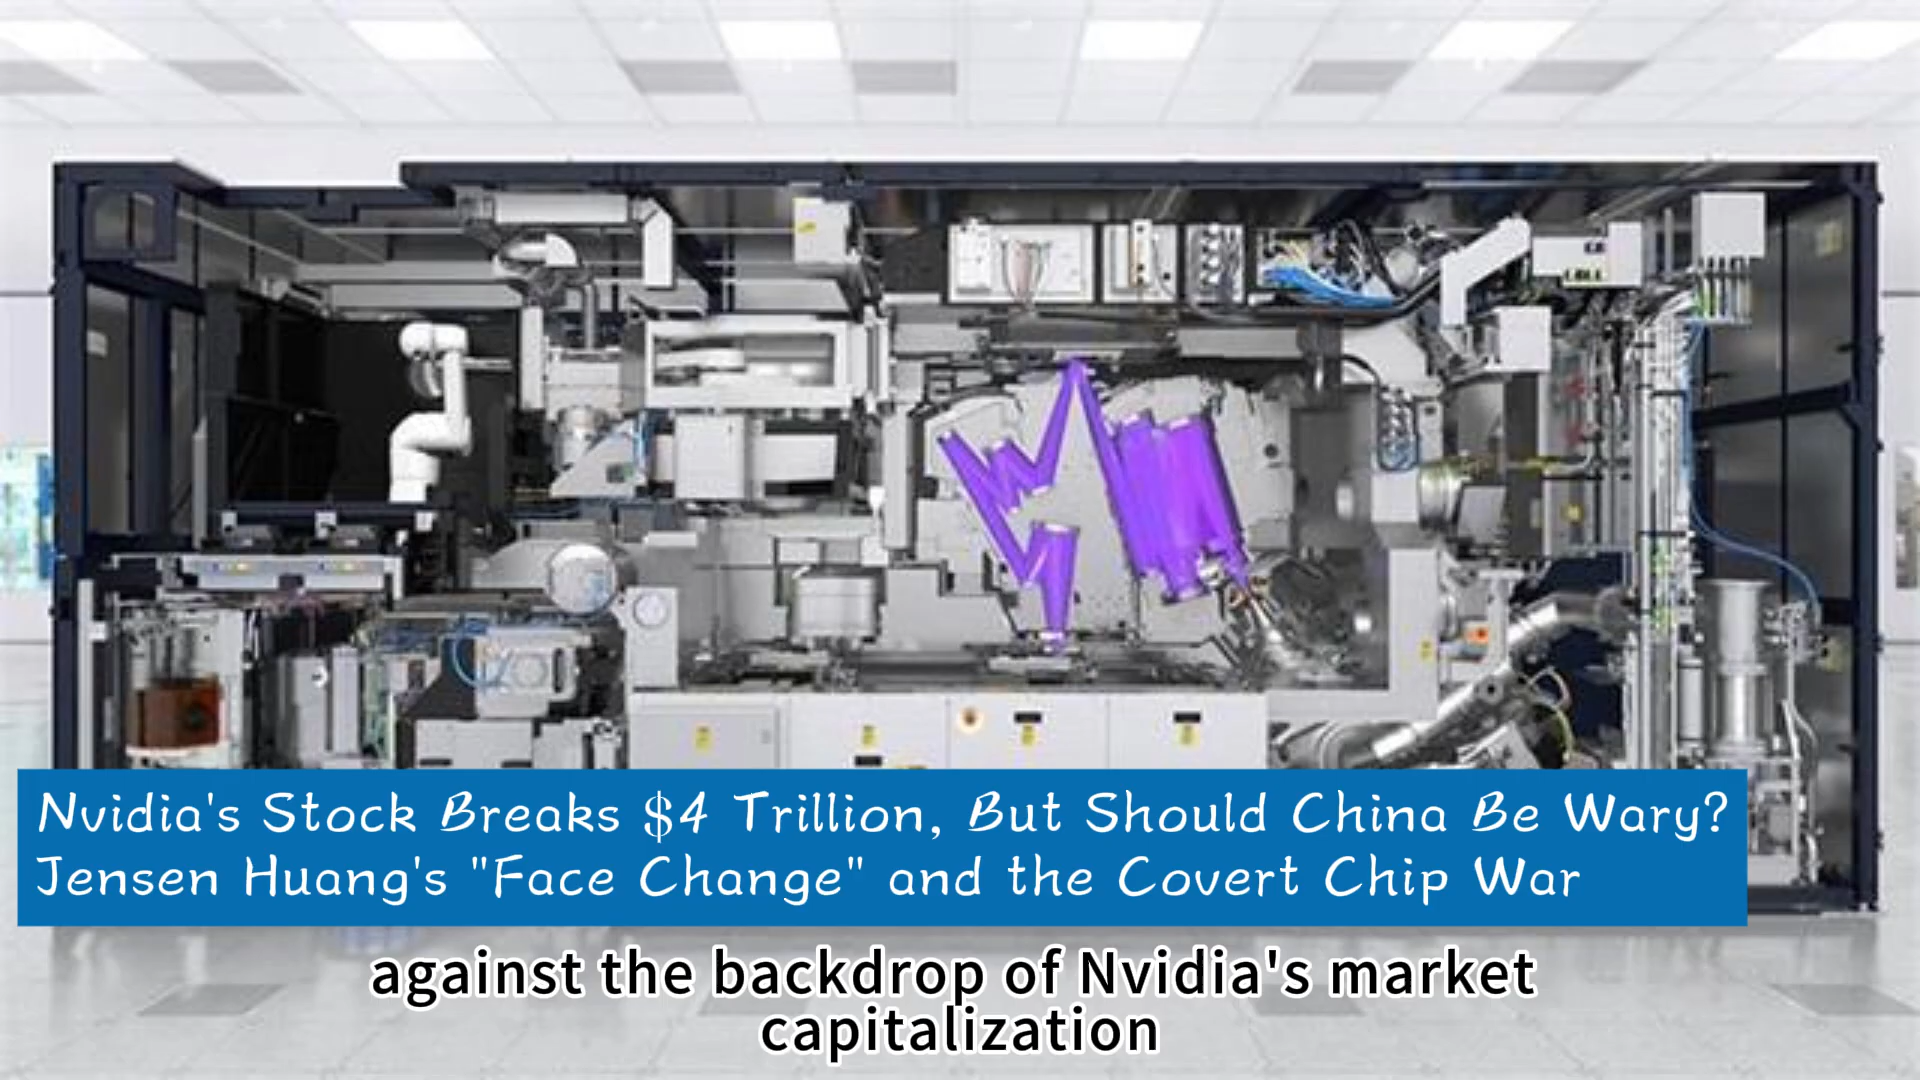 Nvidia's Stock Breaks $4 Trillion, But Should China Be Wary?
Jensen Huang's "Face Change" and the Covert Chip War
against the backdrop of Nvidia's market
capitalization